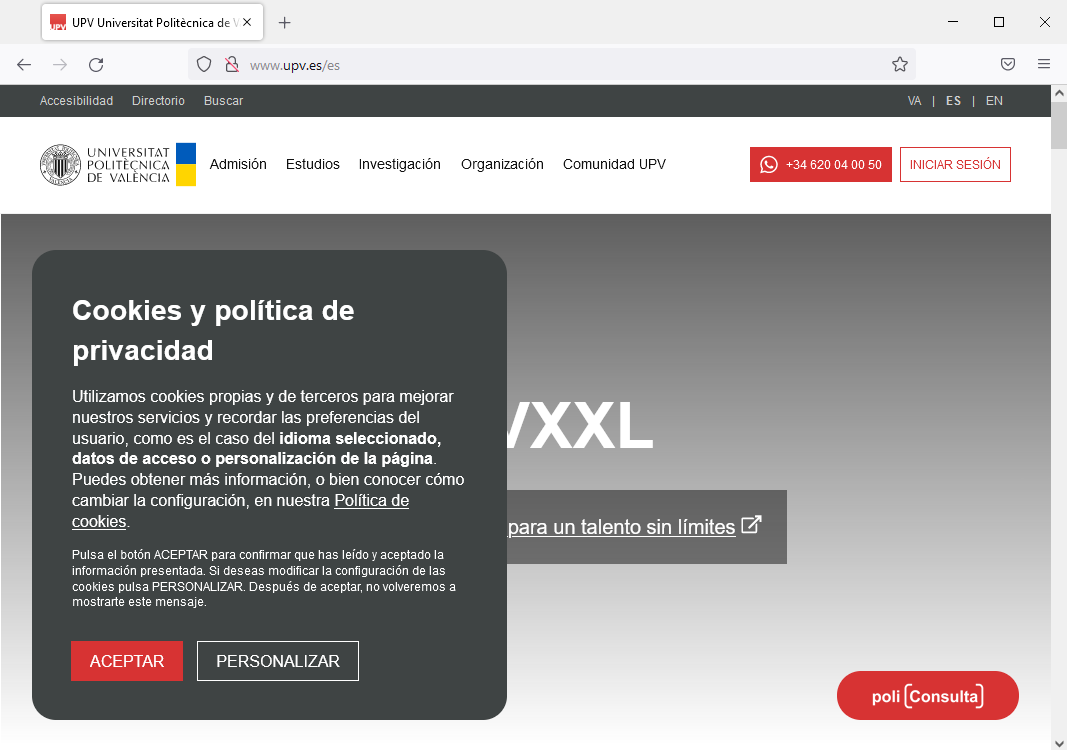 UPV Universitat Politècnica de V
www.upv.es/es
Accesibilidad Directorio Buscar VA | ES | EN
UNIVERSITAT
POLITÈCNICA
DE VALÈNCIA
Admisión Estudios Investigación Organización Comunidad UPV
+34 620 04 00 50 INICIAR SESIÓN
Cookies y política de
privacidad
Utilizamos cookies propias y de terceros para mejorar
nuestros servicios y recordar las preferencias del
usuario, como es el caso del idioma seleccionado,
datos de acceso o personalización de la página.
Puedes obtener más información, o bien conocer cómo
cambiar la configuración, en nuestra Política de
cookies.
Pulsa el botón ACEPTAR para confirmar que has leído y aceptado la
información presentada. Si deseas modificar la configuración de las
cookies pulsa PERSONALIZAR. Después de aceptar, no volveremos a
mostrarte este mensaje.
ACEPTAR PERSONALIZAR
VXXL
para un talento sin límites
poli [Consulta]